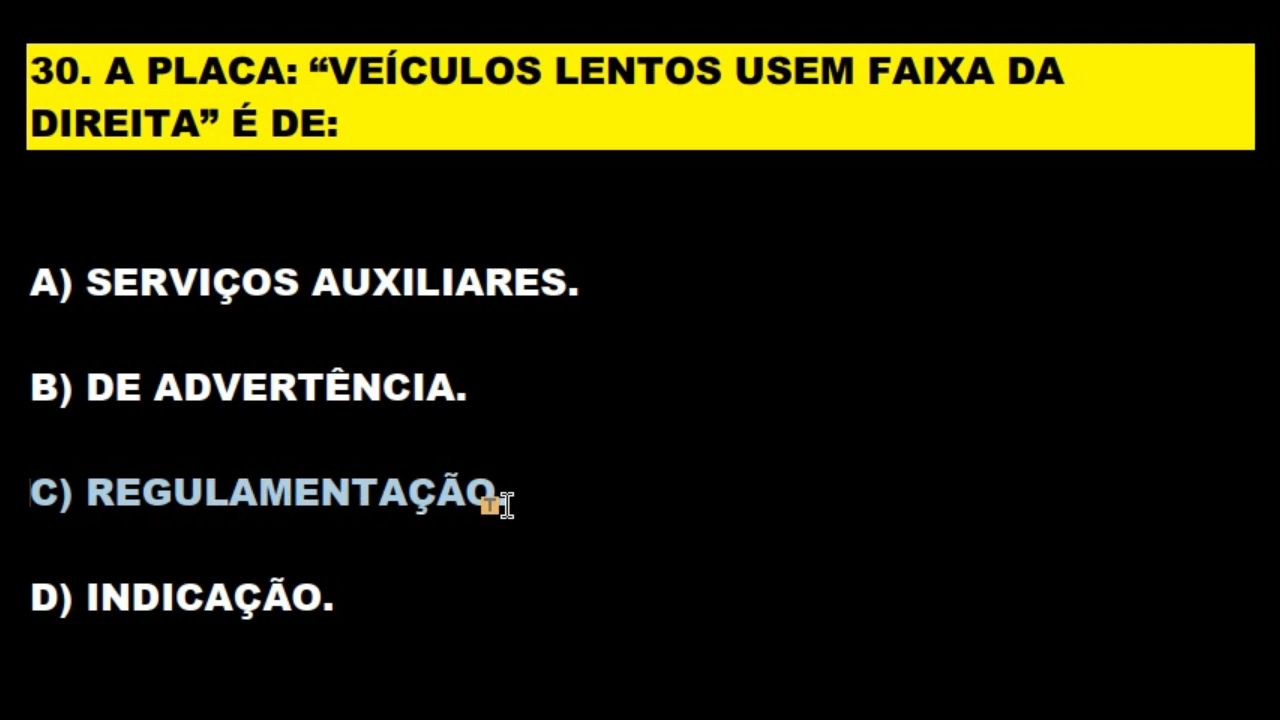 30. A PLACA: “VEÍCULOS LENTOS USEM FAIXA DA
DIREITA” É DE:
A) SERVIÇOS AUXILIARES.
B) DE ADVERTÊNCIA.
C) REGULAMENTAÇÃO.
D) INDICAÇÃO.